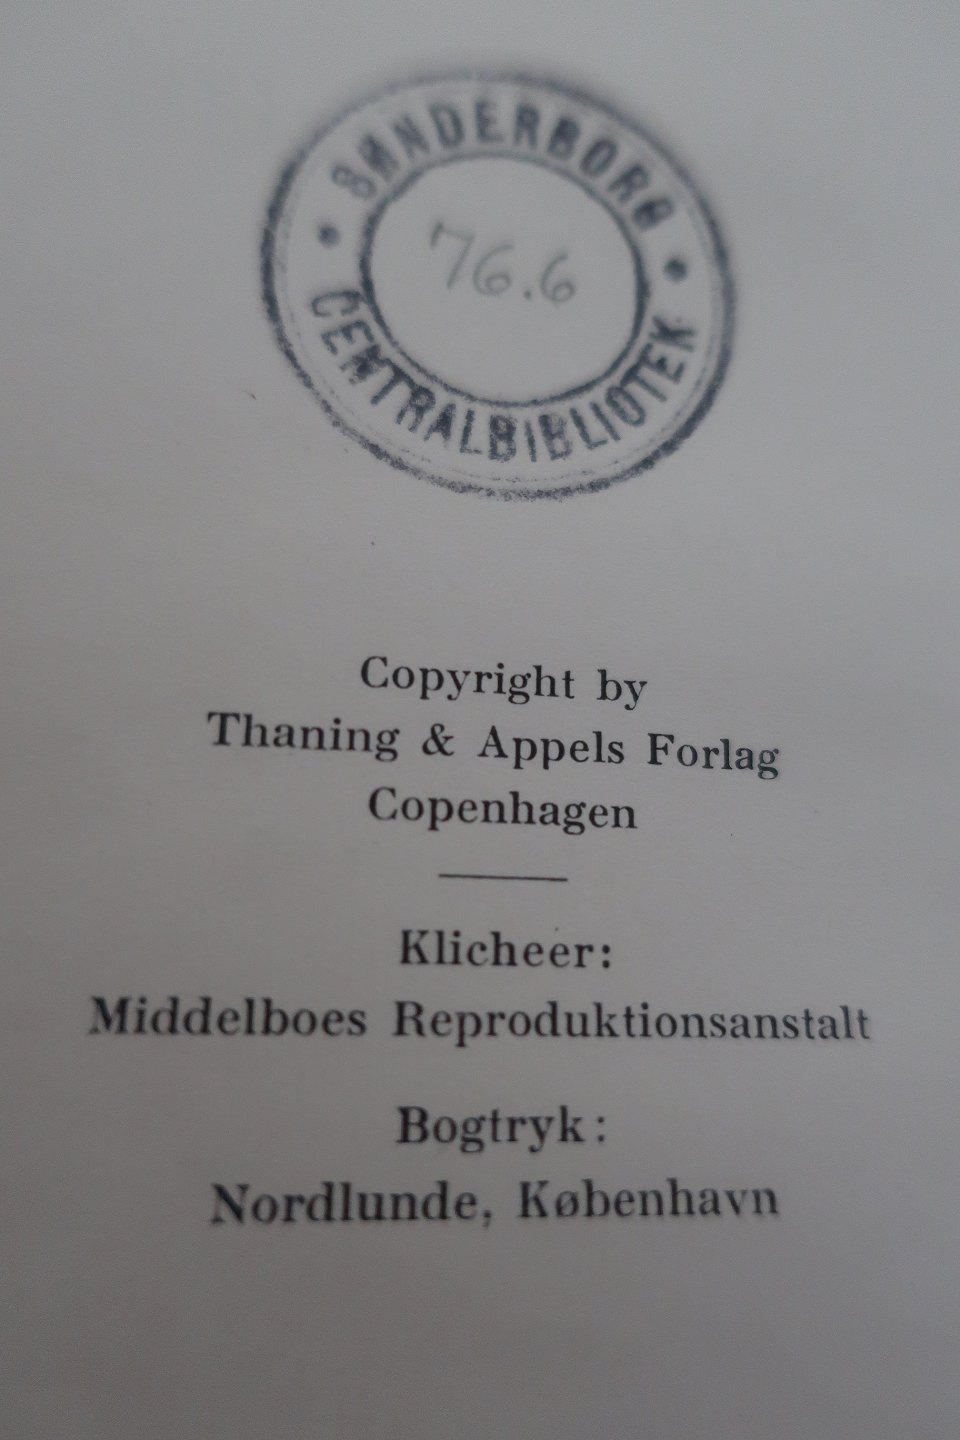 SØNDERBORG
76.6
CENTRALBIBLIOTEK
Copyright by
Thaning & Appels Forlag
Copenhagen
Klicheer:
Middelboes Reproduktionsanstalt
Bogtryk:
Nordlunde, København